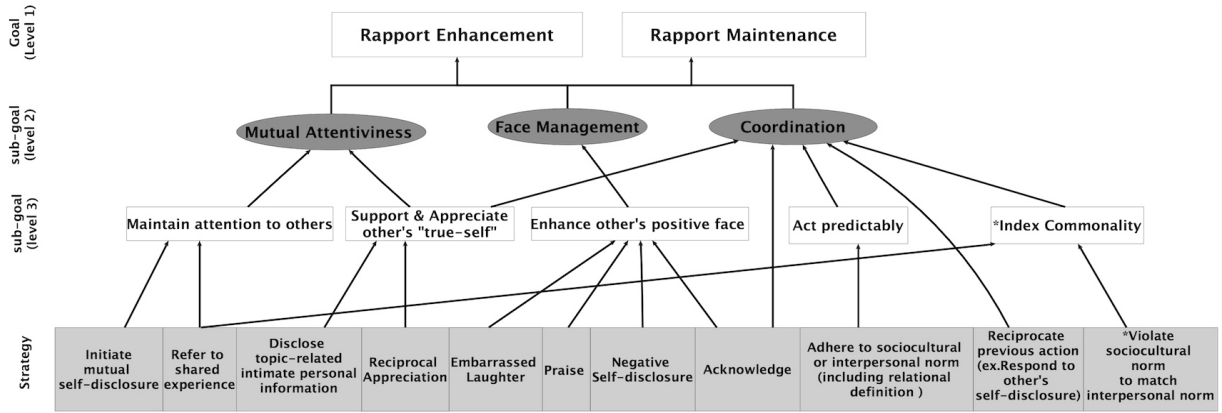 Goal
(Level 1)
Rapport Enhancement
Rapport Maintenance
sub-goal
(level 2)
Mutual Attentiviness
Face Management
Coordination
sub-goal
(level 3)
Maintain attention to others
Support & Appreciate
other's "true-self"
Enhance other's positive face
Act predictably
*Index Commonality
Strategy
Initiate
mutual
self-disclosure
Refer to
shared
experience
Disclose
topic-related
intimate personal
information
Reciprocal
Appreciation
Embarrassed
Laughter
Praise
Negative
Self-disclosure
Acknowledge
Adhere to sociocultural
or interpersonal norm
(including relational
definition )
Reciprocate
previous action
(ex.Respond to
other's
self-disclosure)
*Violate
sociocultural
norm
to match
interpersonal norm